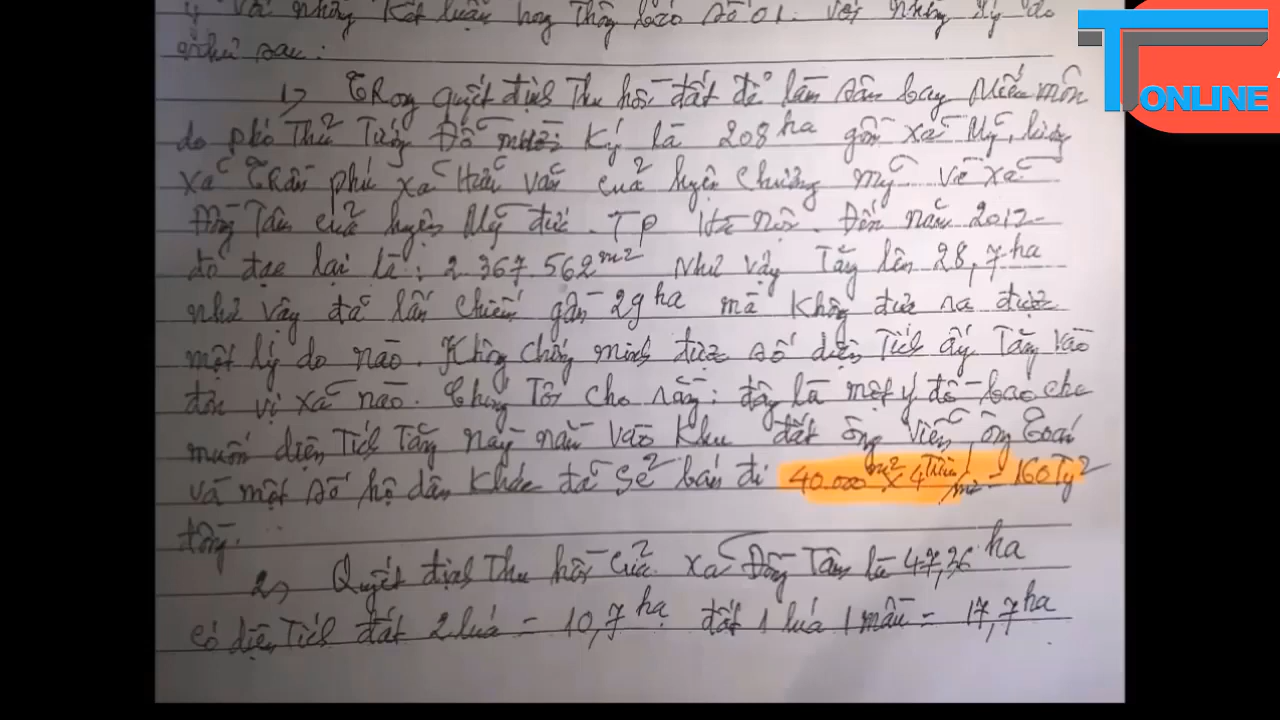 ý với những kết luận hay thông báo số 01. Với những lý do
như sau:
1, Trong quyết định thu hồi đất để làm sân bay Miếu môn
do phó Thủ Tướng Đỗ mười Ký là 208 ha gồm xã Mỹ lương
xã Trần phú xã Hữu văn của huyện chương mỹ và xã
Đồng Tâm của huyện Mỹ đức. TP Hà nội. Đến năm 2012
đo đạc lại là: 2.367.562 m2 Như vậy Tăng lên 28,7 ha
như vậy đã lấn chiếm gần 29 ha mà không đưa ra được
một lý do nào. Không chứng minh được số diện Tích ấy Tăng vào
đơn vị xã nào. Chúng Tôi cho rằng: đây là một ý đồ bao che
muốn diện Tích Tăng này nằm vào khu đất ông Viễn, ông Toán
và một số hộ dân khác đã sẽ bán đi 40.000 m2 x 4 Triệu/m2 = 160 Tỷ
đồng.
2, Quyết định thu hồi của xã Đồng Tâm là 47,36 ha
có diện Tích đất 2 lúa = 10,7 ha đất 1 lúa 1 mầu = 17,7 ha
T ONLINE